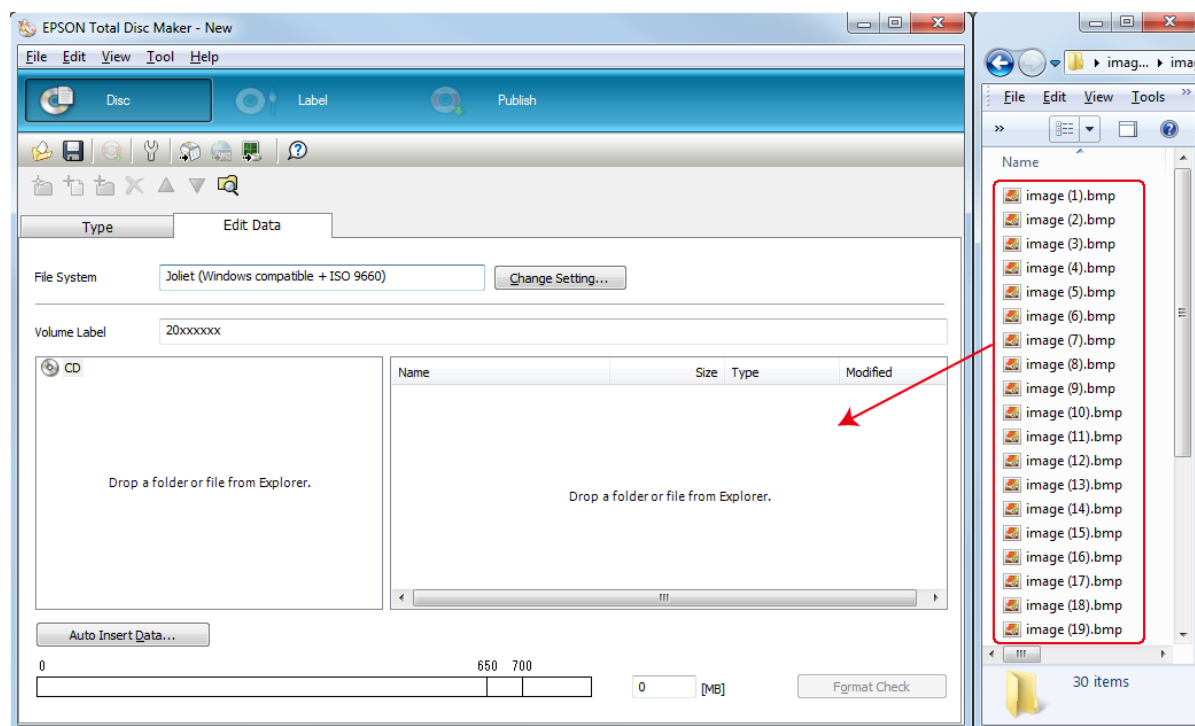 EPSON Total Disc Maker - New
File Edit View Tool Help
Disc Label Publish
Type Edit Data
File System Joliet (Windows compatible + ISO 9660) Change Setting...
Volume Label 20xxxxxx
CD
Drop a folder or file from Explorer.
Name Size Type Modified
Drop a folder or file from Explorer.
Auto Insert Data...
0 650 700
0 [MB] Format Check
imag... ima
File Edit View Tools »
»
Name
image (1).bmp
image (2).bmp
image (3).bmp
image (4).bmp
image (5).bmp
image (6).bmp
image (7).bmp
image (8).bmp
image (9).bmp
image (10).bmp
image (11).bmp
image (12).bmp
image (13).bmp
image (14).bmp
image (15).bmp
image (16).bmp
image (17).bmp
image (18).bmp
image (19).bmp
30 items